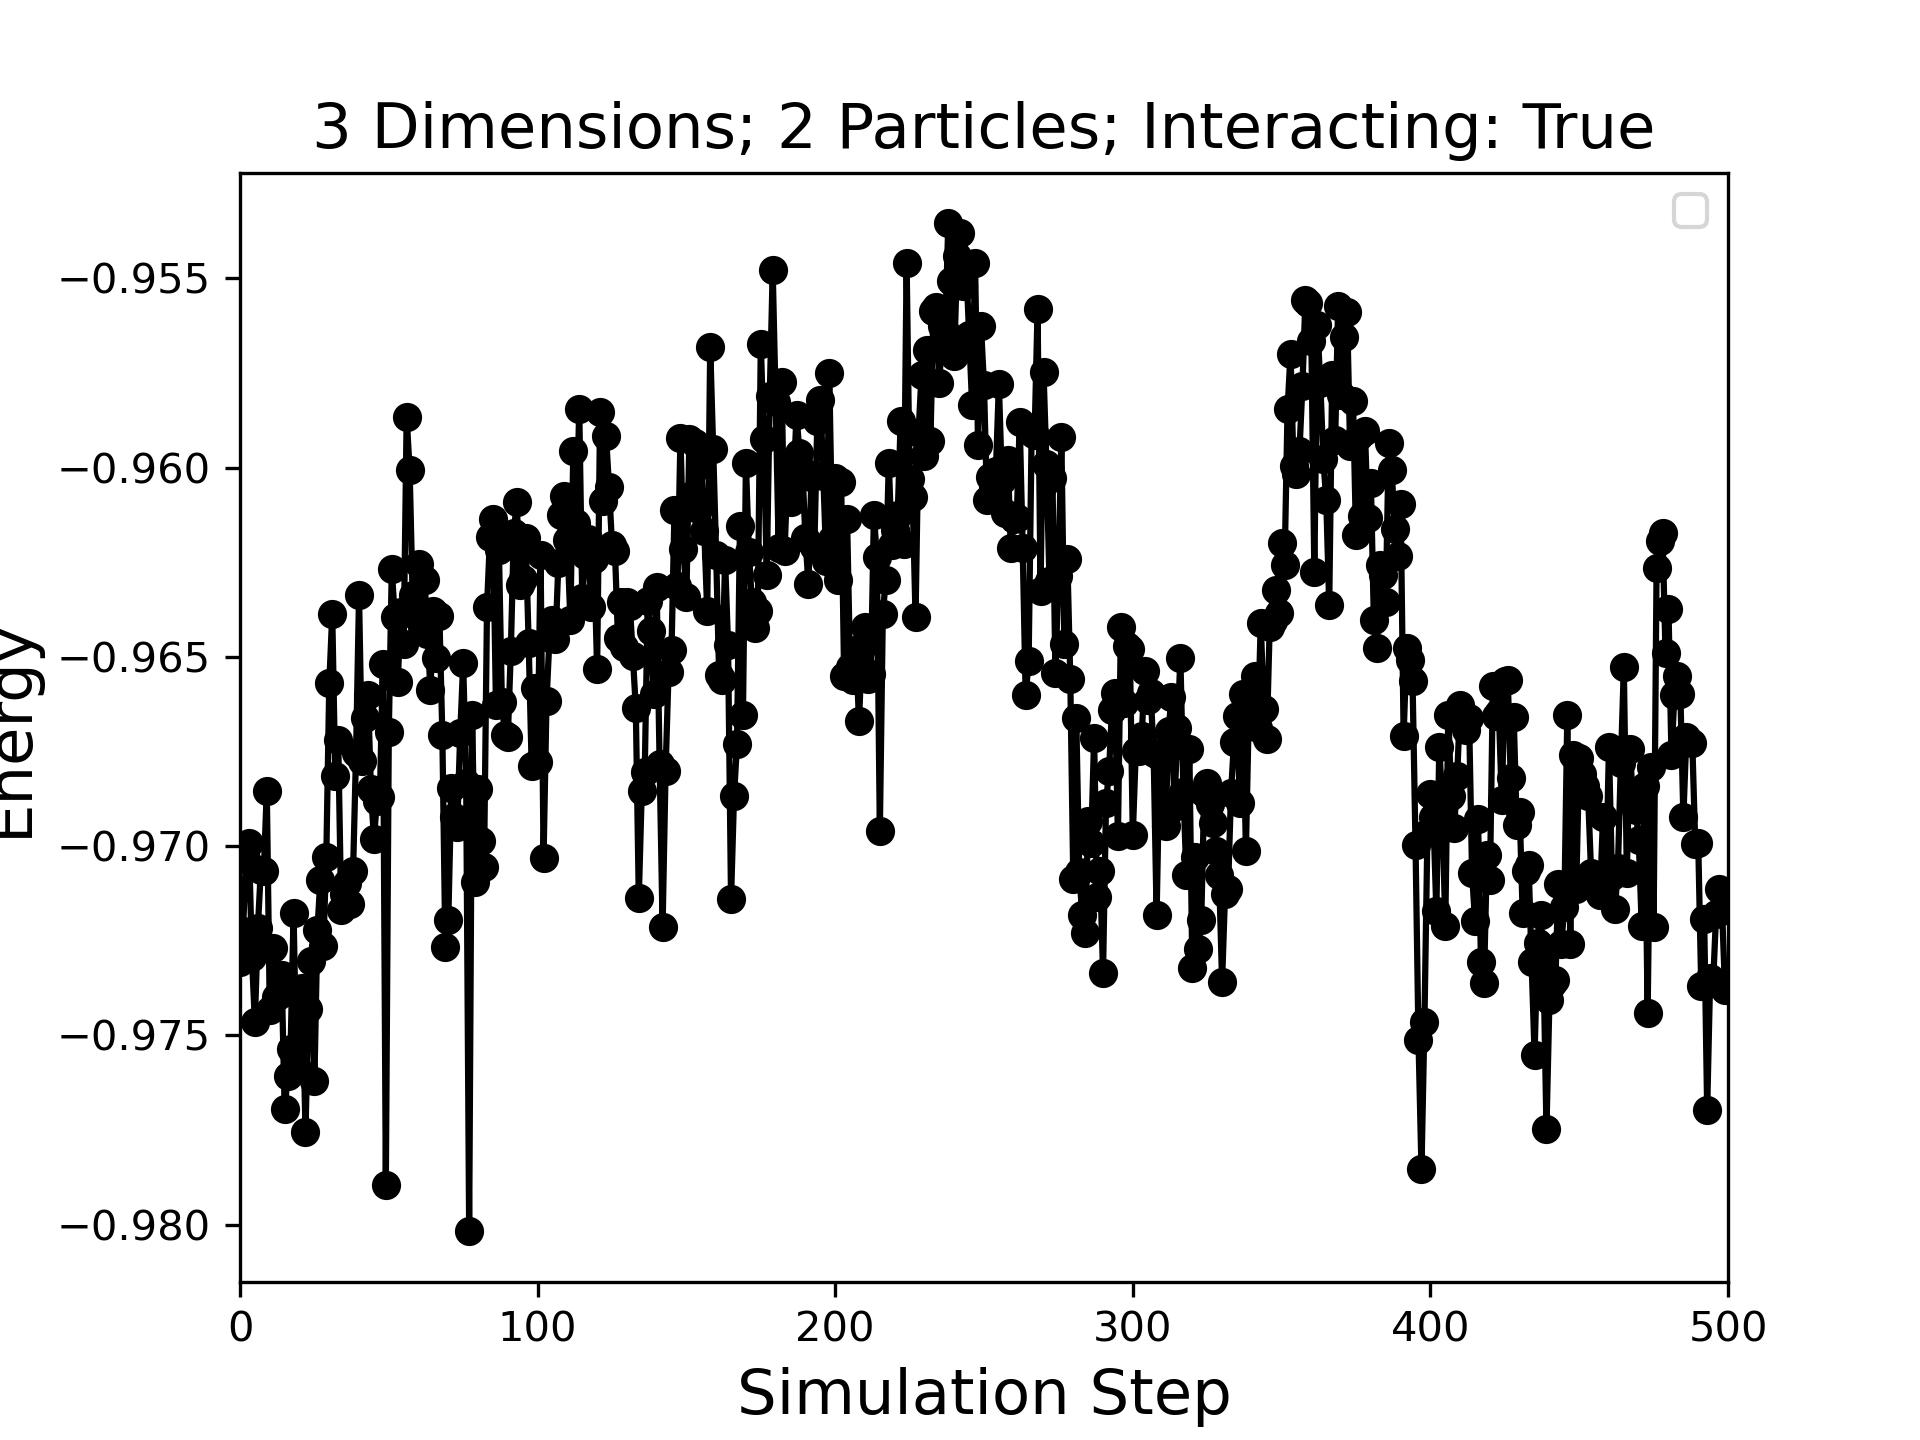 3 Dimensions; 2 Particles; Interacting: True
Energy
−0.955
−0.960
−0.965
−0.970
−0.975
−0.980
0 100 200 300 400 500
Simulation Step